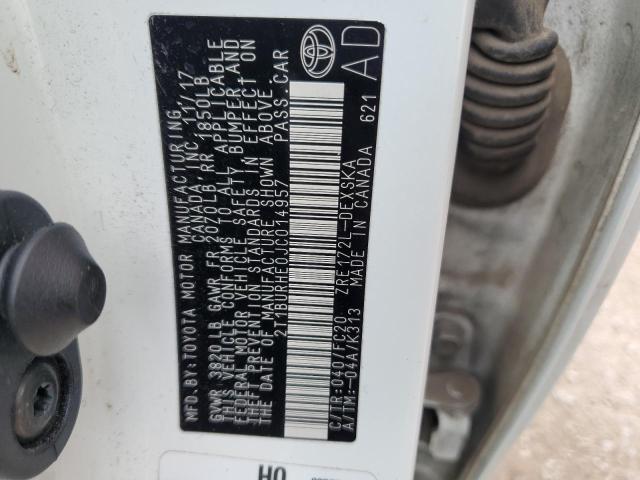 MFD. BY: TOYOTA MOTOR MANUFACTURING
CANADA, INC. 11/17
GVWR 3820 LB GAWR FR 2020LB RR 1850LB
THIS VEHICLE CONFORMS TO ALL APPLICABLE
FEDERAL MOTOR VEHICLE SAFETY, BUMPER, AND
THEFT PREVENTION STANDARDS IN EFFECT ON
THE DATE OF MANUFACTURE SHOWN ABOVE.
2T1BURHE0JC014957 PASS. CAR
C/TR: 040/FC20 ZRE172L-DEXSKA
A/TM: -04A/K313 MADE IN CANADA 621
AD
HO